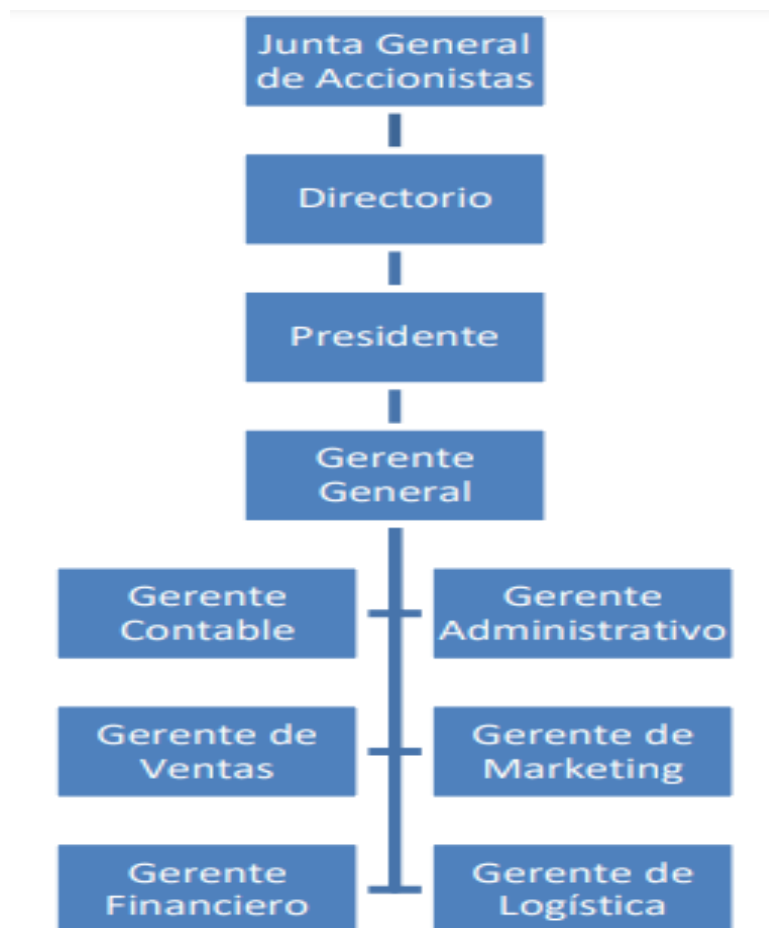 Junta General
de Accionistas
Directorio
Presidente
Gerente
General
Gerente
Contable
Gerente
Administrativo
Gerente de
Ventas
Gerente de
Marketing
Gerente
Financiero
Gerente de
Logística